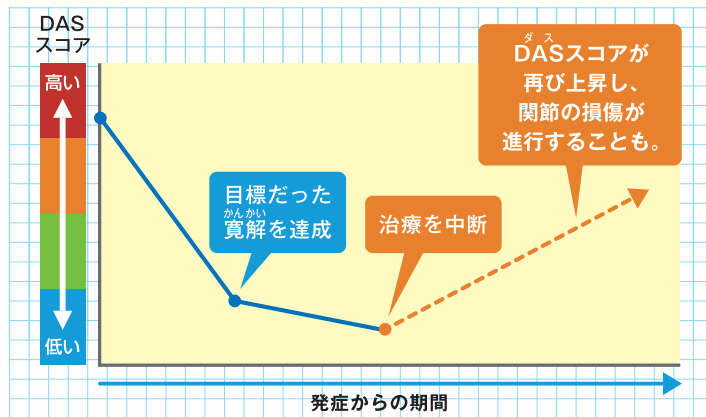 DAS
スコア
高い
低い
ダス
DASスコアが
再び上昇し、
関節の損傷が
進行することも。
目標だった
かんかい
寛解を達成
治療を中断
発症からの期間